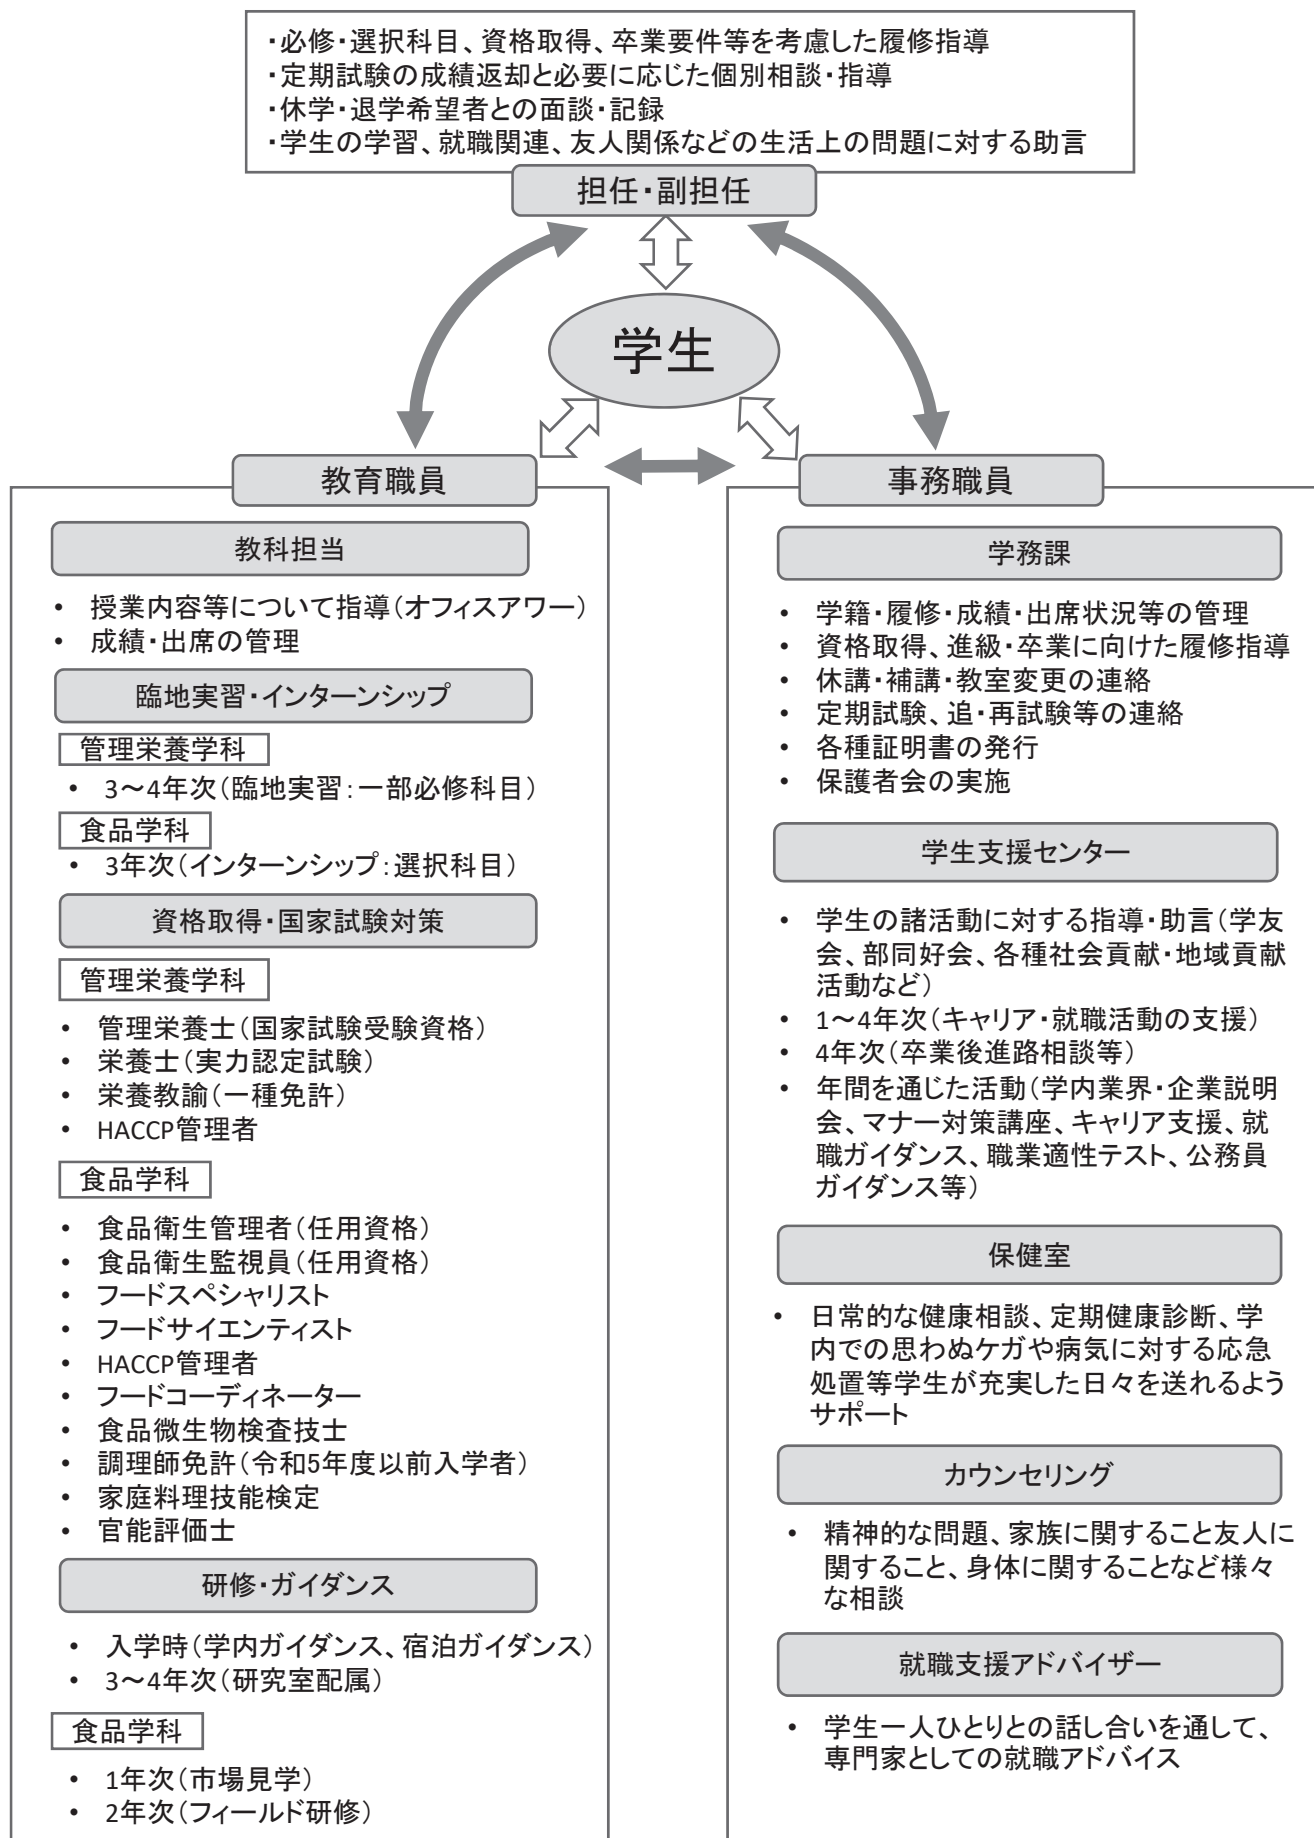 ・必修・選択科目、資格取得、卒業要件等を考慮した履修指導
・定期試験の成績返却と必要に応じた個別相談・指導
・休学・退学希望者との面談・記録
・学生の学習、就職関連、友人関係などの生活上の問題に対する助言
担任・副担任
学生
教育職員
教科担当
• 授業内容等について指導（オフィスアワー）
• 成績・出席の管理
臨地実習・インターンシップ
管理栄養学科
• 3～4年次（臨地実習：一部必修科目）
食品学科
• 3年次（インターンシップ：選択科目）
資格取得・国家試験対策
管理栄養学科
• 管理栄養士（国家試験受験資格）
• 栄養士（実力認定試験）
• 栄養教諭（一種免許）
• HACCP管理者
食品学科
• 食品衛生管理者（任用資格）
• 食品衛生監視員（任用資格）
• フードスペシャリスト
• フードサイエンティスト
• HACCP管理者
• フードコーディネーター
• 食品微生物検査技士
• 調理師免許（令和5年度以前入学者）
• 家庭料理技能検定
• 官能評価士
研修・ガイダンス
• 入学時（学内ガイダンス、宿泊ガイダンス）
• 3～4年次（研究室配属）
食品学科
• 1年次（市場見学）
• 2年次（フィールド研修）
事務職員
学務課
• 学籍・履修・成績・出席状況等の管理
• 資格取得、進級・卒業に向けた履修指導
• 休講・補講・教室変更の連絡
• 定期試験、追・再試験等の連絡
• 各種証明書の発行
• 保護者会の実施
学生支援センター
• 学生の諸活動に対する指導・助言（学友
会、部同好会、各種社会貢献・地域貢献
活動など）
• 1～4年次（キャリア・就職活動の支援）
• 4年次（卒業後進路相談等）
• 年間を通じた活動（学内業界・企業説明
会、マナー対策講座、キャリア支援、就
職ガイダンス、職業適性テスト、公務員
ガイダンス等）
保健室
• 日常的な健康相談、定期健康診断、学
内での思わぬケガや病気に対する応急
処置等学生が充実した日々を送れるよう
サポート
カウンセリング
• 精神的な問題、家族に関すること友人に
関すること、身体に関することなど様々
な相談
就職支援アドバイザー
• 学生一人ひとりとの話し合いを通して、
専門家としての就職アドバイス